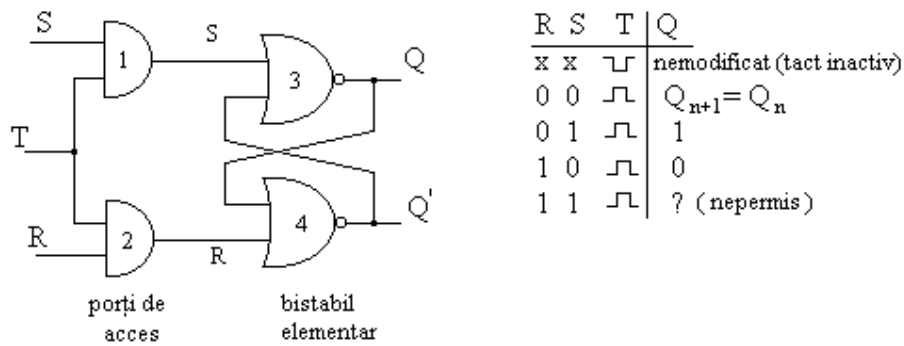 S
1
S
3
Q
T
R
2
R
4
Q'
porți de
acces
bistabil
elementar
R S T Q
x x nemodificat (tact inactiv)
0 0 Qn+1 = Qn
0 1 1
1 0 0
1 1 ? ( nepermis )